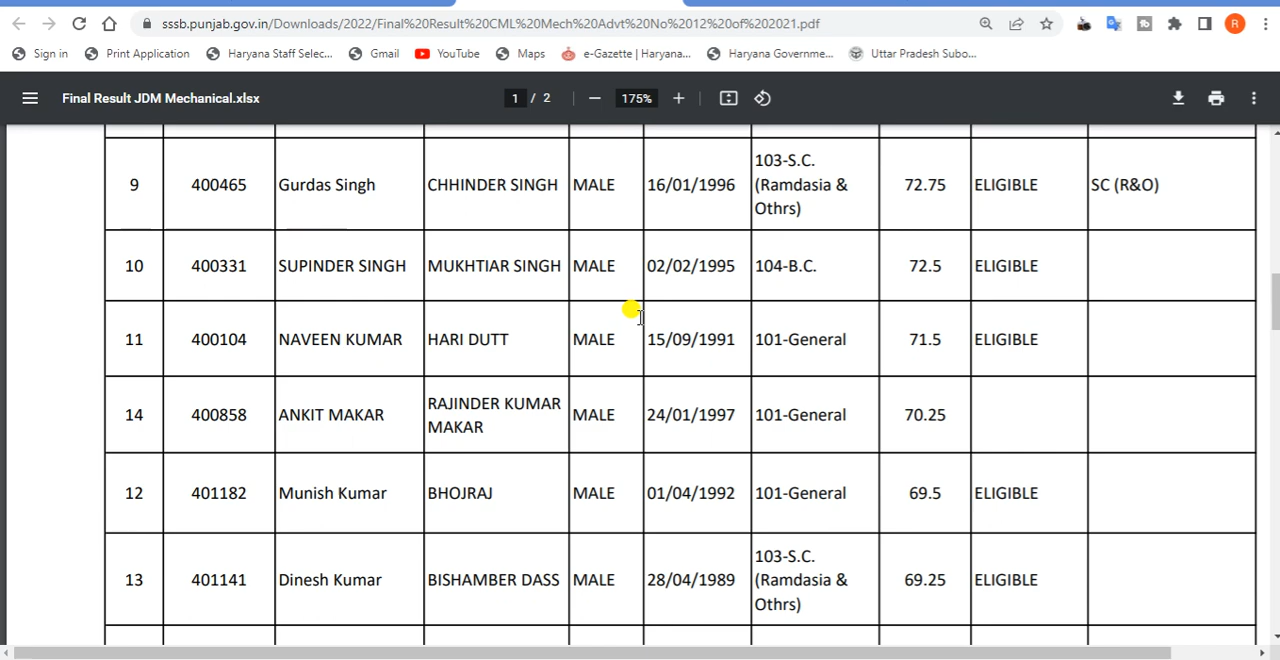 sssb.punjab.gov.in/Downloads/2022/Final%20Result%20CML%20Mech%20Advt%20No%2012%20of%202021.pdf
R
Sign in Print Application Haryana Staff Selec... Gmail YouTube Maps e-Gazette | Haryana... Haryana Governme... Uttar Pradesh Subo...
Final Result JDM Mechanical.xlsx 1 / 2 175%
103-S.C.
9 400465 Gurdas Singh CHHINDER SINGH MALE 16/01/1996 (Ramdasia & 72.75 ELIGIBLE SC (R&O)
Othrs)
10 400331 SUPINDER SINGH MUKHTIAR SINGH MALE 02/02/1995 104-B.C. 72.5 ELIGIBLE
11 400104 NAVEEN KUMAR HARI DUTT MALE 15/09/1991 101-General 71.5 ELIGIBLE
RAJINDER KUMAR
14 400858 ANKIT MAKAR MALE 24/01/1997 101-General 70.25
MAKAR
12 401182 Munish Kumar BHOJRAJ MALE 01/04/1992 101-General 69.5 ELIGIBLE
103-S.C.
13 401141 Dinesh Kumar BISHAMBER DASS MALE 28/04/1989 (Ramdasia & 69.25 ELIGIBLE
Othrs)